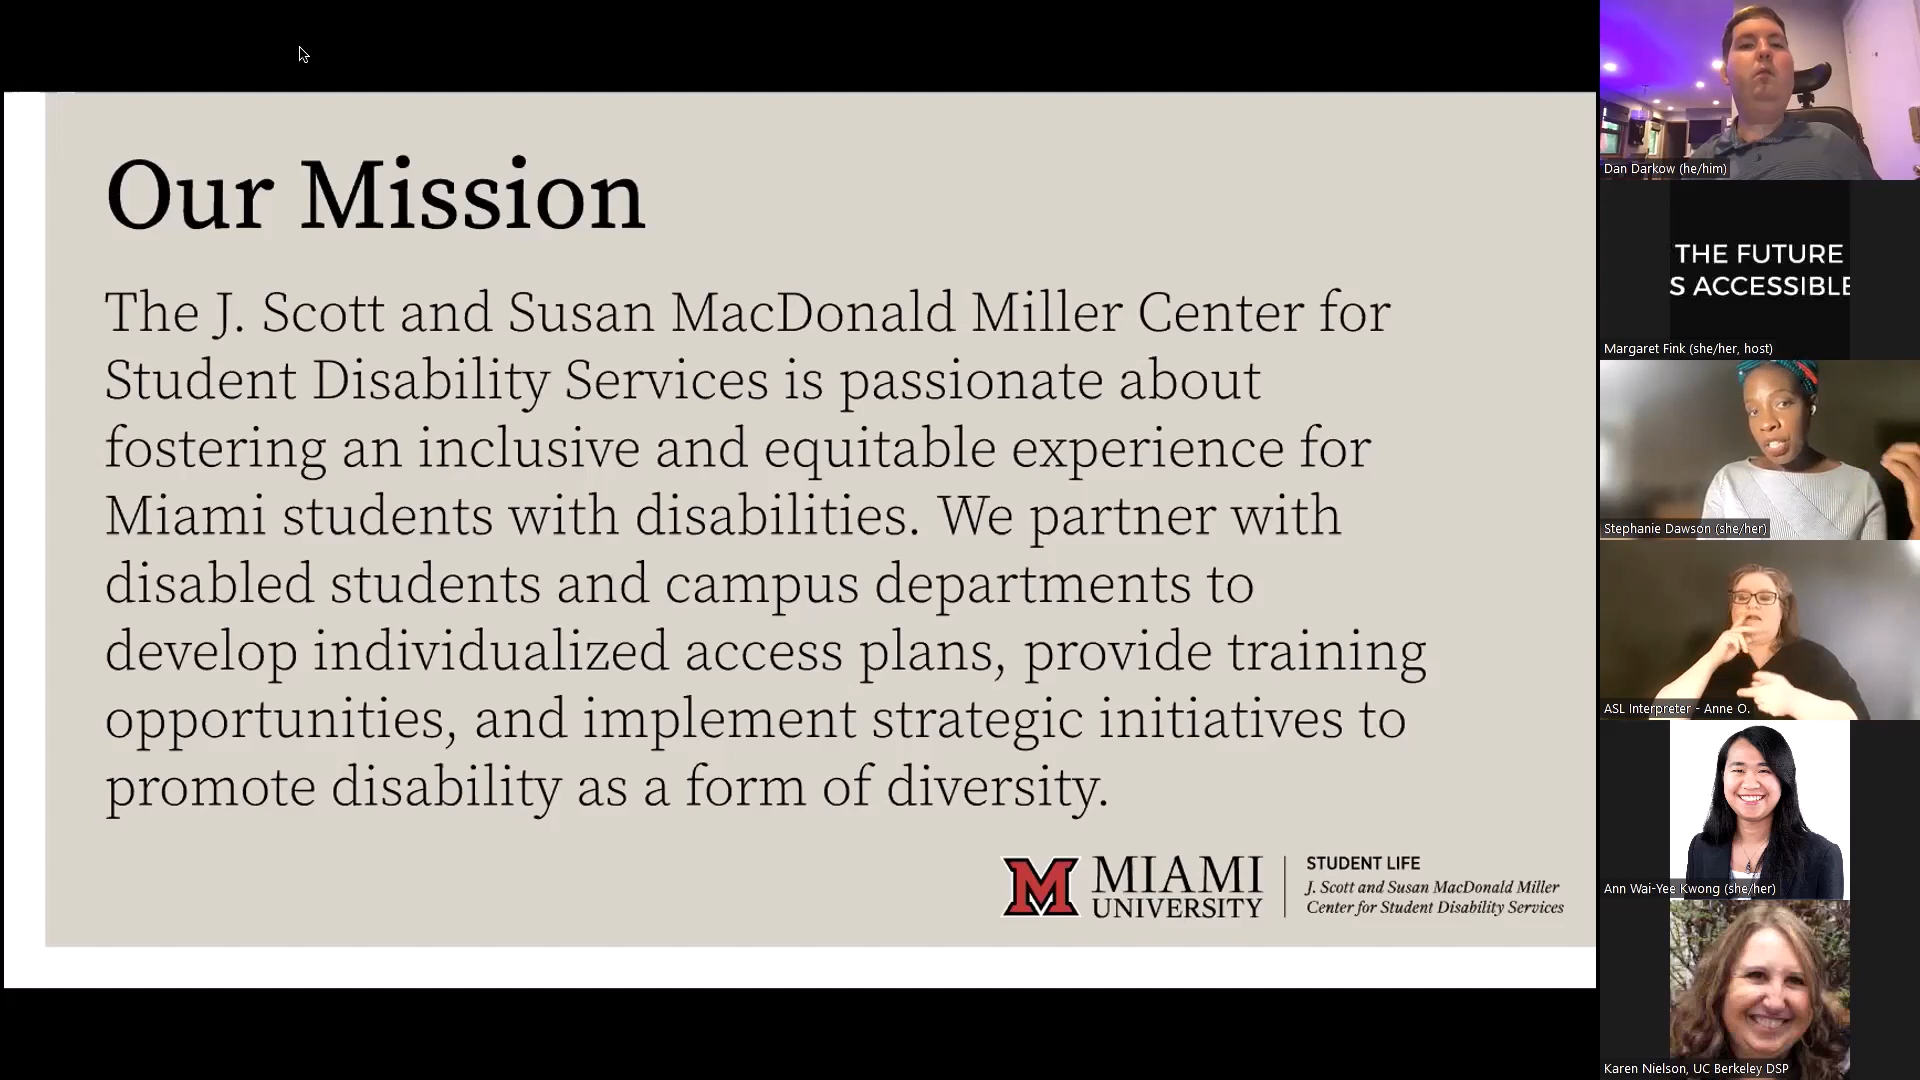 Our Mission
The J. Scott and Susan MacDonald Miller Center for
Student Disability Services is passionate about
fostering an inclusive and equitable experience for
Miami students with disabilities. We partner with
disabled students and campus departments to
develop individualized access plans, provide training
opportunities, and implement strategic initiatives to
promote disability as a form of diversity.
M
MIAMI
UNIVERSITY
STUDENT LIFE
J. Scott and Susan MacDonald Miller
Center for Student Disability Services
Dan Darkow (he/him)
THE FUTURE
S ACCESSIBLE
Margaret Fink (she/her, host)
Stephanie Dawson (she/her)
ASL Interpreter - Anne O.
Ann Wai-Yee Kwong (she/her)
Karen Nielson, UC Berkeley DSP